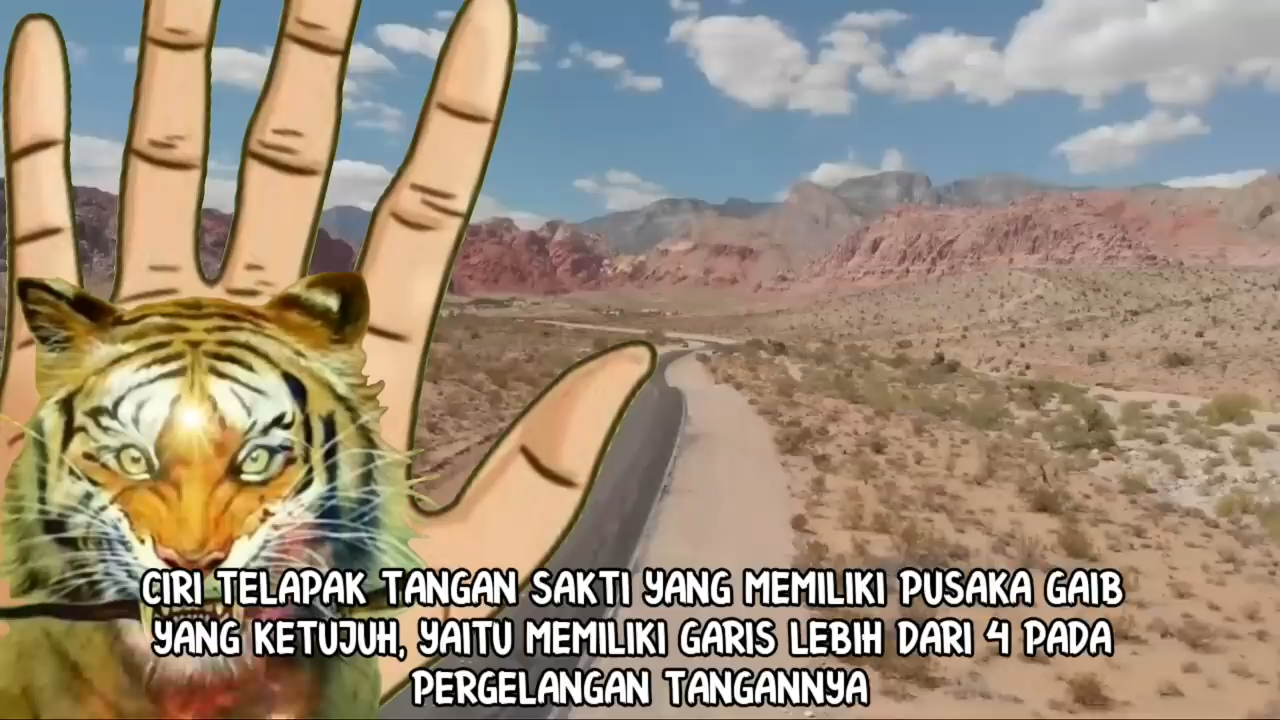 CIRI TELAPAK TANGAN SAKTI YANG MEMILIKI PUSAKA GAIB
YANG KETUJUH, YAITU MEMILIKI GARIS LEBIH DARI 4 PADA
PERGELANGAN TANGANNYA